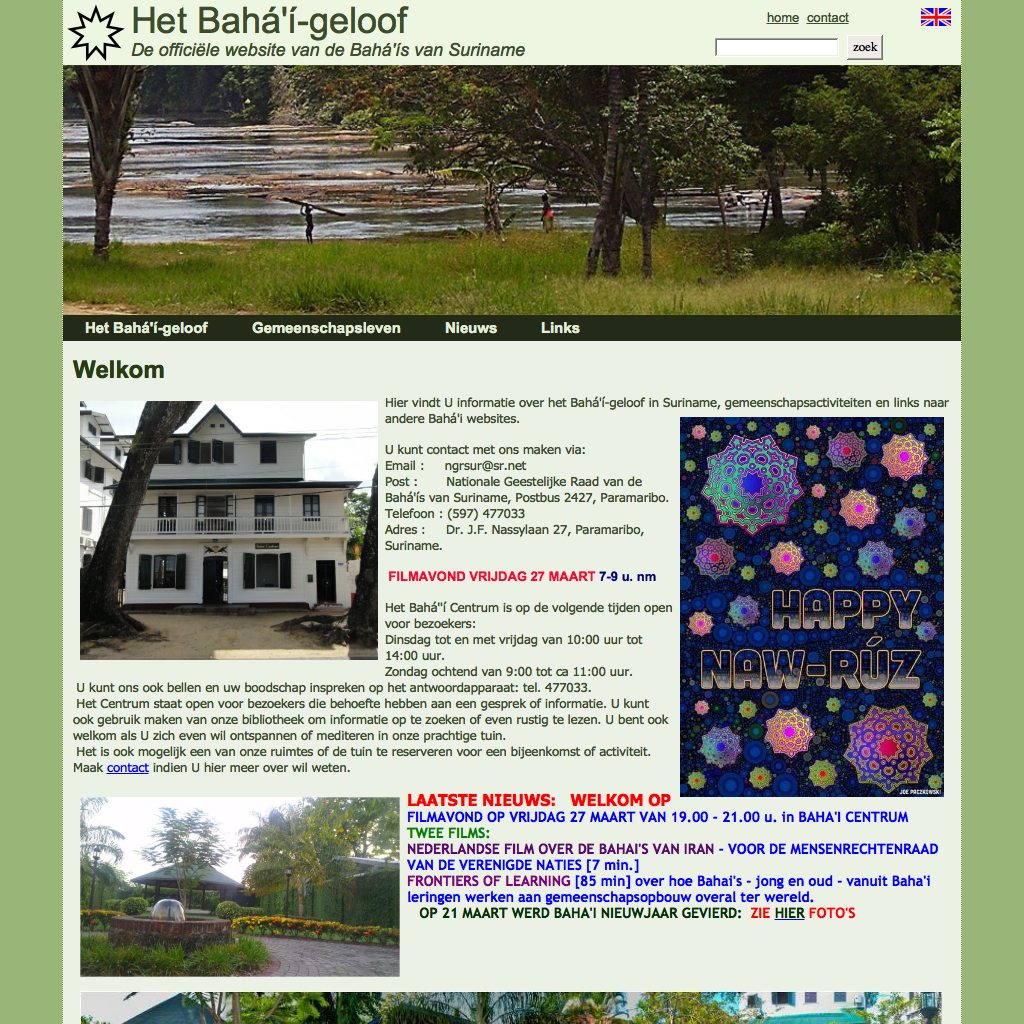 Het Bahá'í-geloof
De officiële website van de Bahá'ís van Suriname
home contact
zoek
Het Bahá'í-geloof Gemeenschapsleven Nieuws Links
Welkom
Hier vindt U informatie over het Bahá'í-geloof in Suriname, gemeenschapsactiviteiten en links naar
andere Bahá'i websites.
U kunt contact met ons maken via:
Email : ngrsur@sr.net
Post : Nationale Geestelijke Raad van de
Bahá'ís van Suriname, Postbus 2427, Paramaribo.
Telefoon : (597) 477033
Adres : Dr. J.F. Nassylaan 27, Paramaribo,
Suriname.
FILMAVOND VRIJDAG 27 MAART 7-9 u. nm
Het Bahá"í Centrum is op de volgende tijden open
voor bezoekers:
Dinsdag tot en met vrijdag van 10:00 uur tot
14:00 uur.
Zondag ochtend van 9:00 tot ca 11:00 uur.
U kunt ons ook bellen en uw boodschap inspreken op het antwoordapparaat: tel. 477033.
Het Centrum staat open voor bezoekers die behoefte hebben aan een gesprek of informatie. U kunt
ook gebruik maken van onze bibliotheek om informatie op te zoeken of even rustig te lezen. U bent ook
welkom als U zich even wil ontspannen of mediteren in onze prachtige tuin.
Het is ook mogelijk een van onze ruimtes of de tuin te reserveren voor een bijeenkomst of activiteit.
Maak contact indien U hier meer over wil weten.
HAPPY
NAW-RÚZ
JOE PACZKOWSKI
LAATSTE NIEUWS: WELKOM OP
FILMAVOND OP VRIJDAG 27 MAART VAN 19.00 - 21.00 u. in BAHA'I CENTRUM
TWEE FILMS:
NEDERLANDSE FILM OVER DE BAHAI'S VAN IRAN - VOOR DE MENSENRECHTENRAAD
VAN DE VERENIGDE NATIES [7 min.]
FRONTIERS OF LEARNING [85 min] over hoe Bahai's - jong en oud - vanuit Baha'i
leringen werken aan gemeenschapsopbouw overal ter wereld.
OP 21 MAART WERD BAHA'I NIEUWJAAR GEVIERD: ZIE HIER FOTO'S